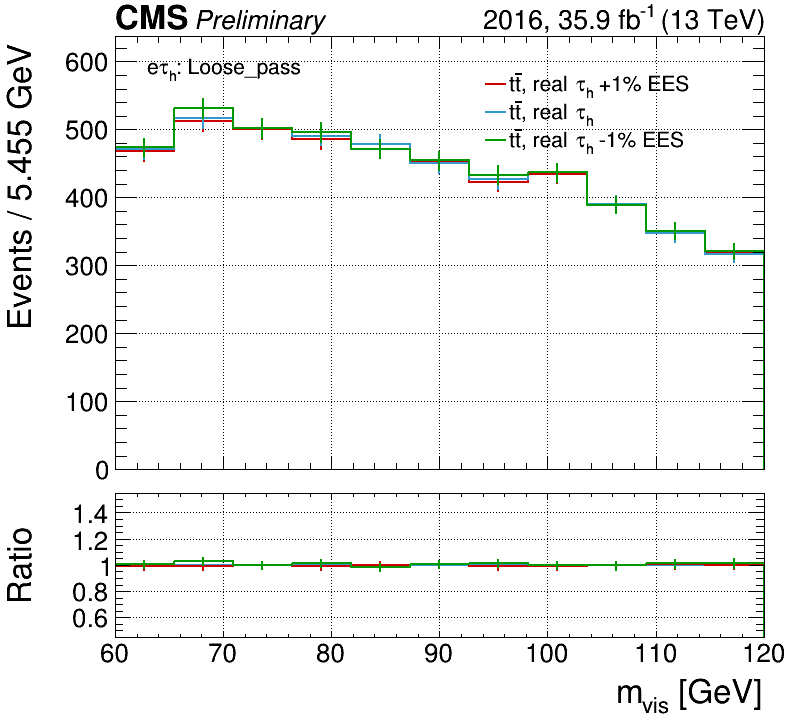 CMS Preliminary 2016, 35.9 fb⁻¹ (13 TeV)
eτₕ: Loose_pass
tt̄, real τₕ +1% EES
tt̄, real τₕ
tt̄, real τₕ -1% EES
Events / 5.455 GeV
600
500
400
300
200
100
0
Ratio
1.4
1.2
1
0.8
0.6
60 70 80 90 100 110 120
m_vis [GeV]